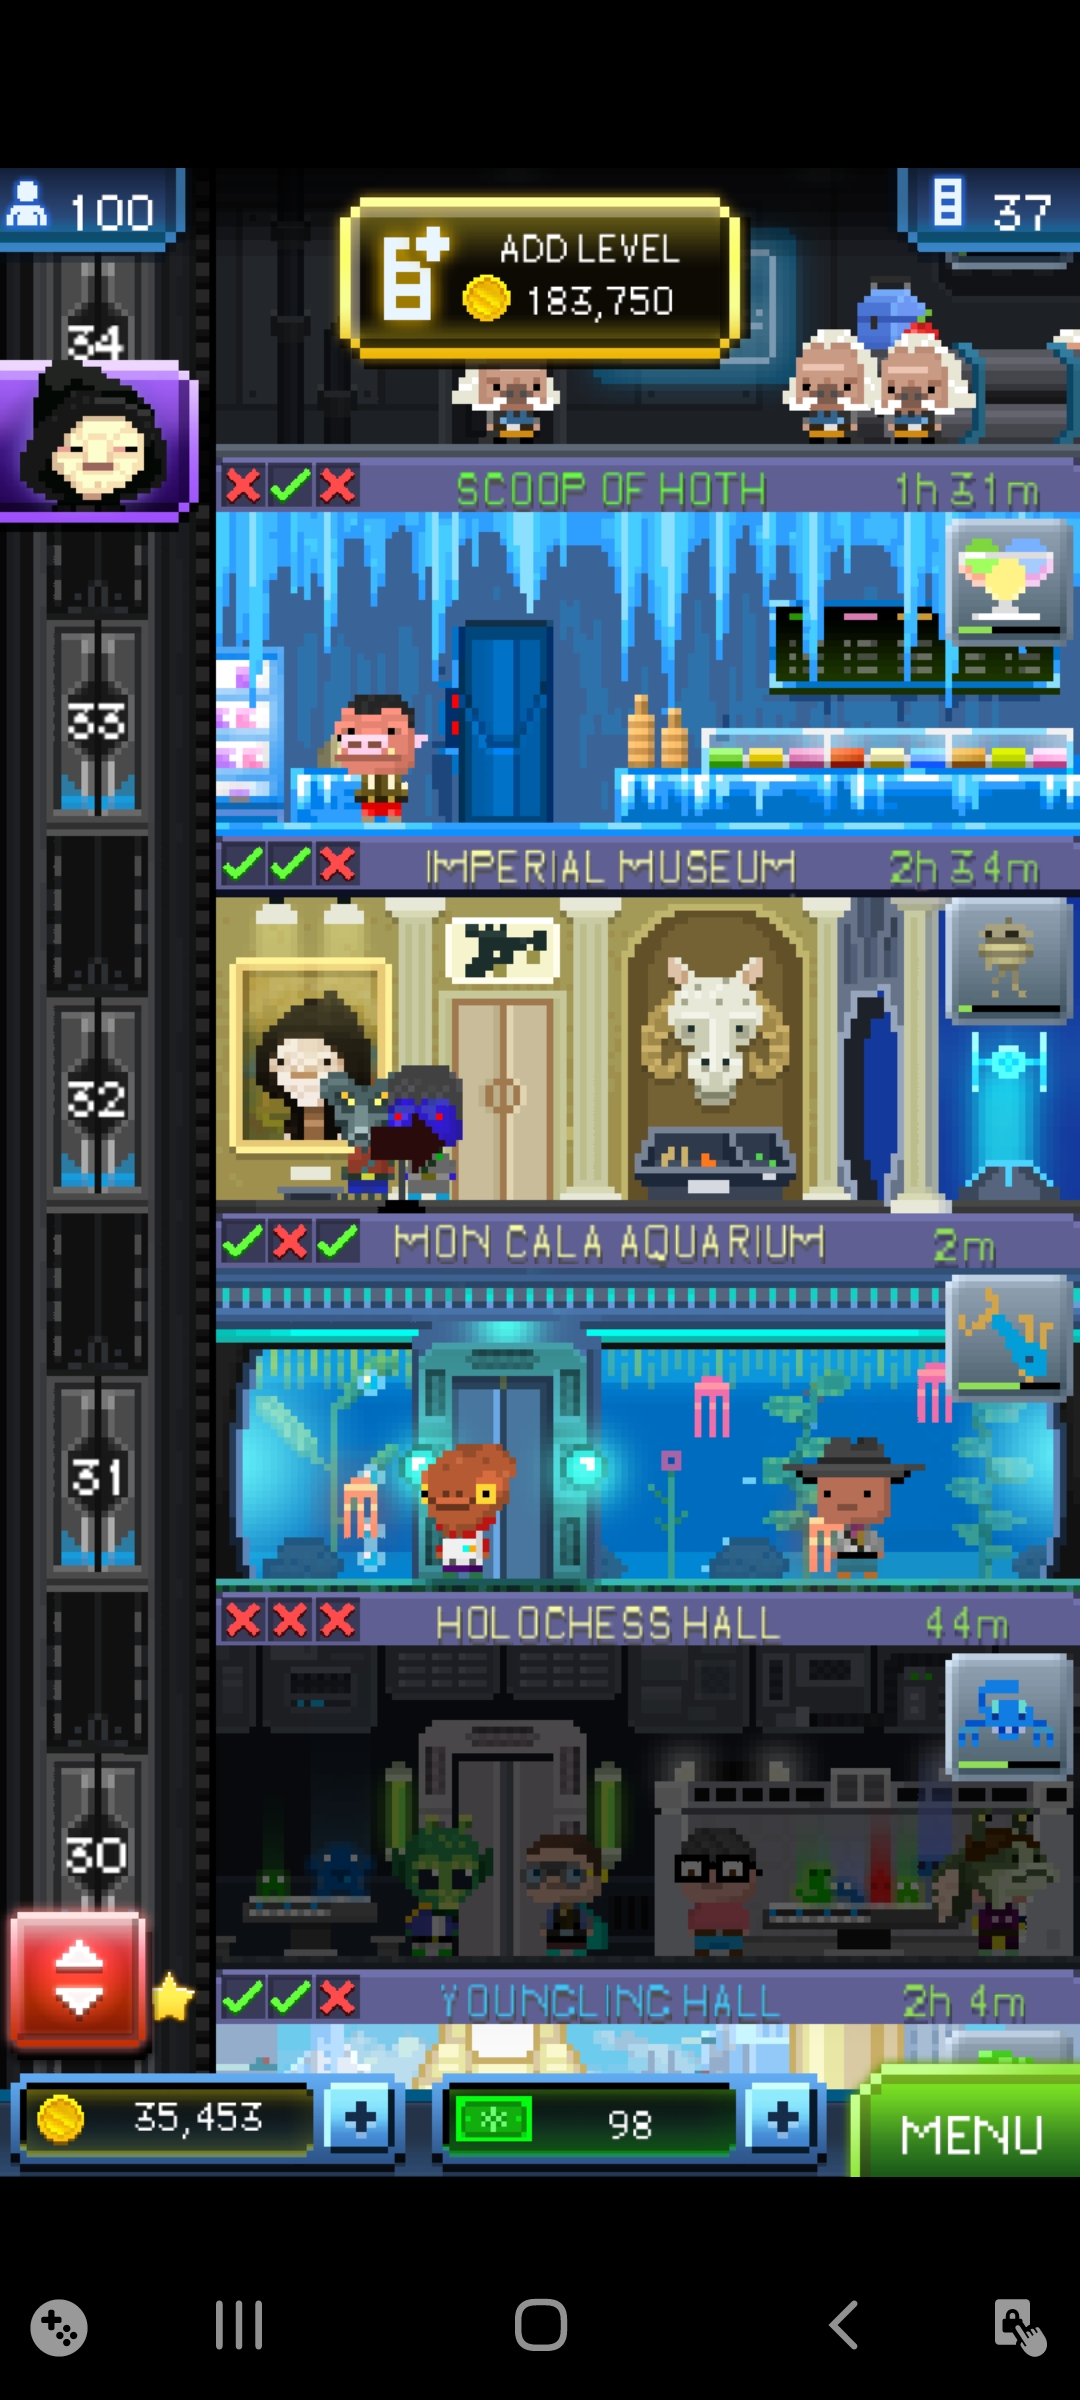 100
ADD LEVEL
183,750
37
34
SCOOP OF HOTH 1h 31m
33
IMPERIAL MUSEUM 2h 34m
32
MON CALA AQUARIUM 2m
31
HOLOCHESS HALL 44m
30
YOUNGLING HALL 2h 4m
35,453
98
MENU